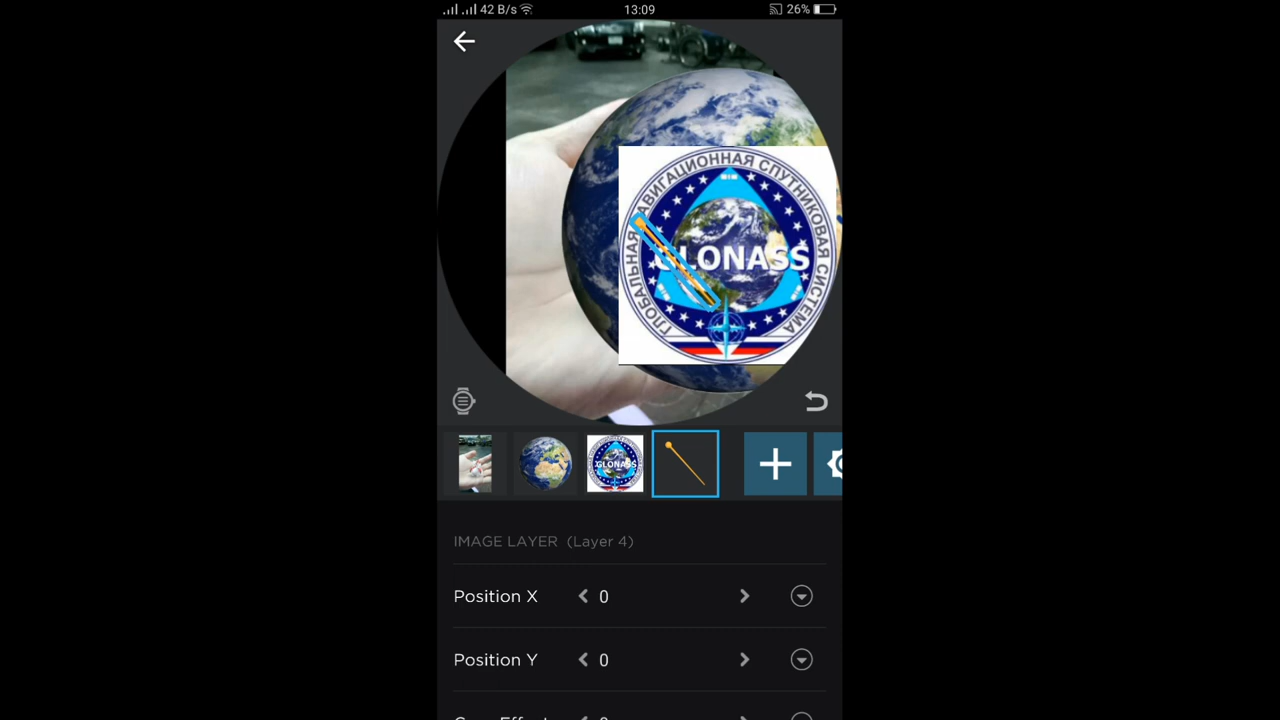 42 B/s 13:09 26%
ГЛОБАЛЬНАЯ НАВИГАЦИОННАЯ СПУТНИКОВАЯ СИСТЕМА
GLONASS
GLONASS
IMAGE LAYER (Layer 4)
Position X 0
Position Y 0